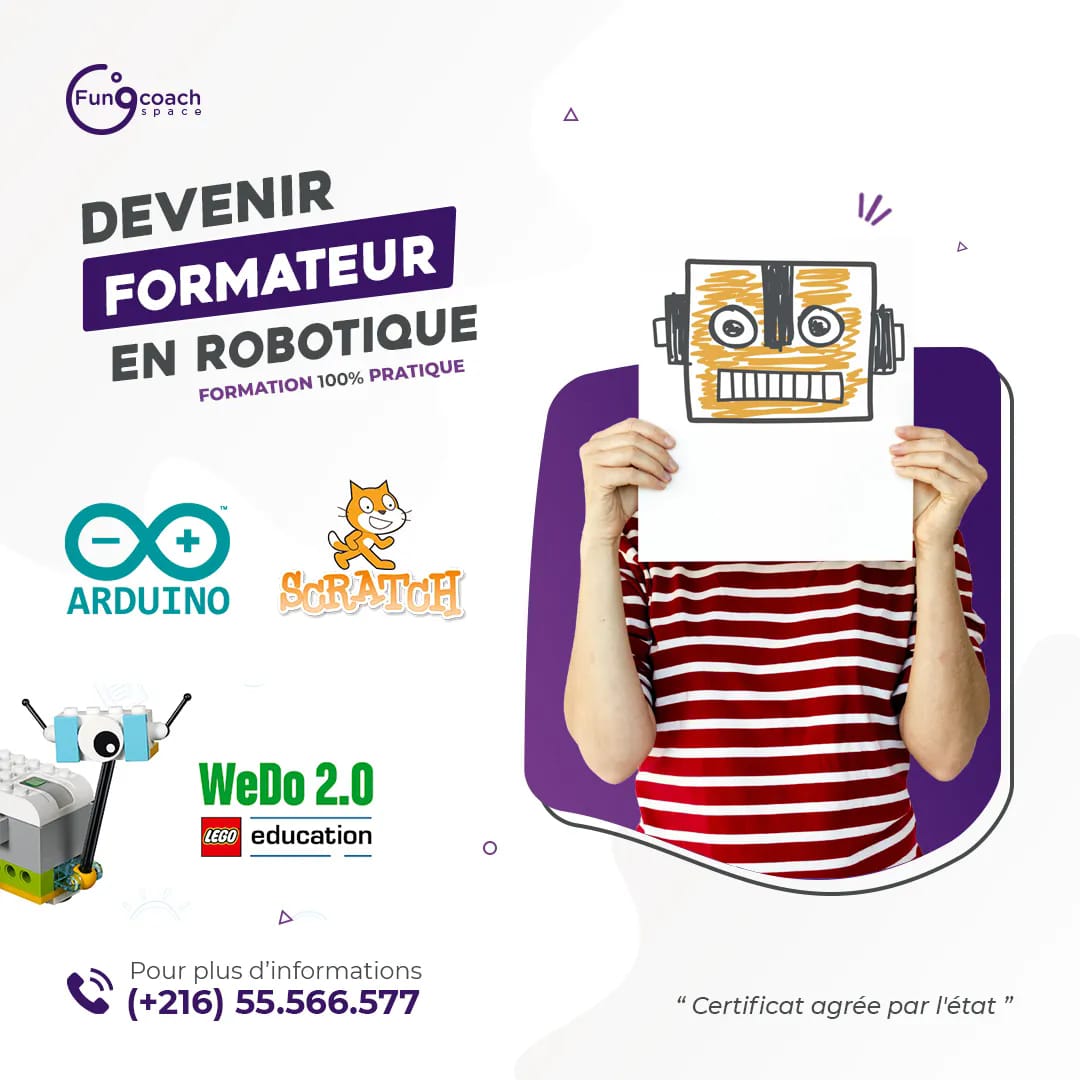 Fun coach
space
DEVENIR
FORMATEUR
EN ROBOTIQUE
FORMATION 100% PRATIQUE
ARDUINO
™
SCRATCH
WeDo 2.0
LEGO education
Pour plus d'informations
(+216) 55.566.577
“ Certificat agrée par l'état ”